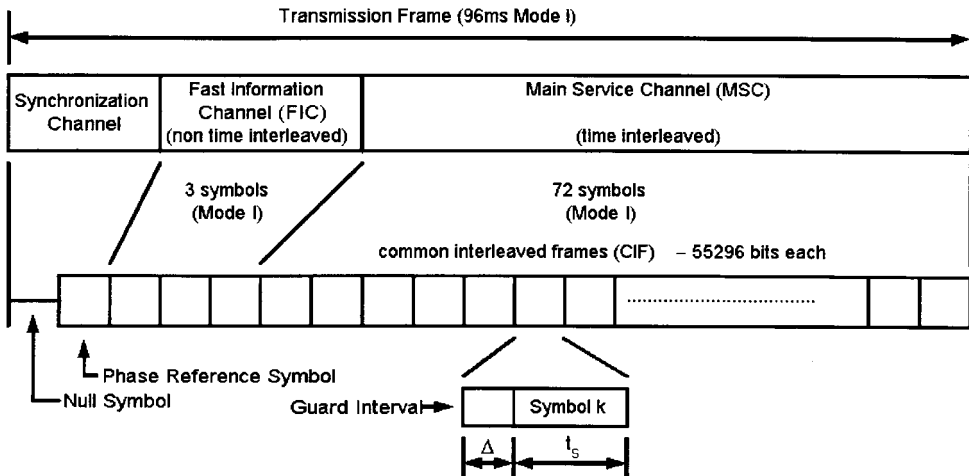 Transmission Frame (96ms Mode I)
Synchronization
Channel
Fast Information
Channel (FIC)
(non time interleaved)
Main Service Channel (MSC)
(time interleaved)
3 symbols
(Mode I)
72 symbols
(Mode I)
common interleaved frames (CIF) – 55296 bits each
Phase Reference Symbol
Null Symbol
Guard Interval
Symbol k
Δ
tS